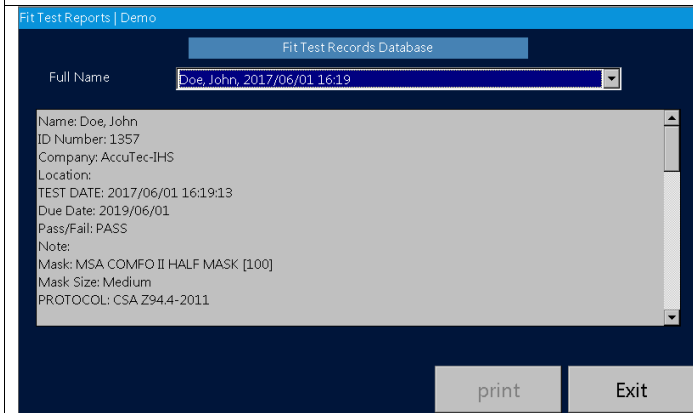 Fit Test Reports | Demo
Fit Test Records Database
Full Name
Doe, John, 2017/06/01 16:19
Name: Doe, John
ID Number: 1357
Company: AccuTec-IHS
Location:
TEST DATE: 2017/06/01 16:19:13
Due Date: 2019/06/01
Pass/Fail: PASS
Note:
Mask: MSA COMFO II HALF MASK [100]
Mask Size: Medium
PROTOCOL: CSA Z94.4-2011
print
Exit